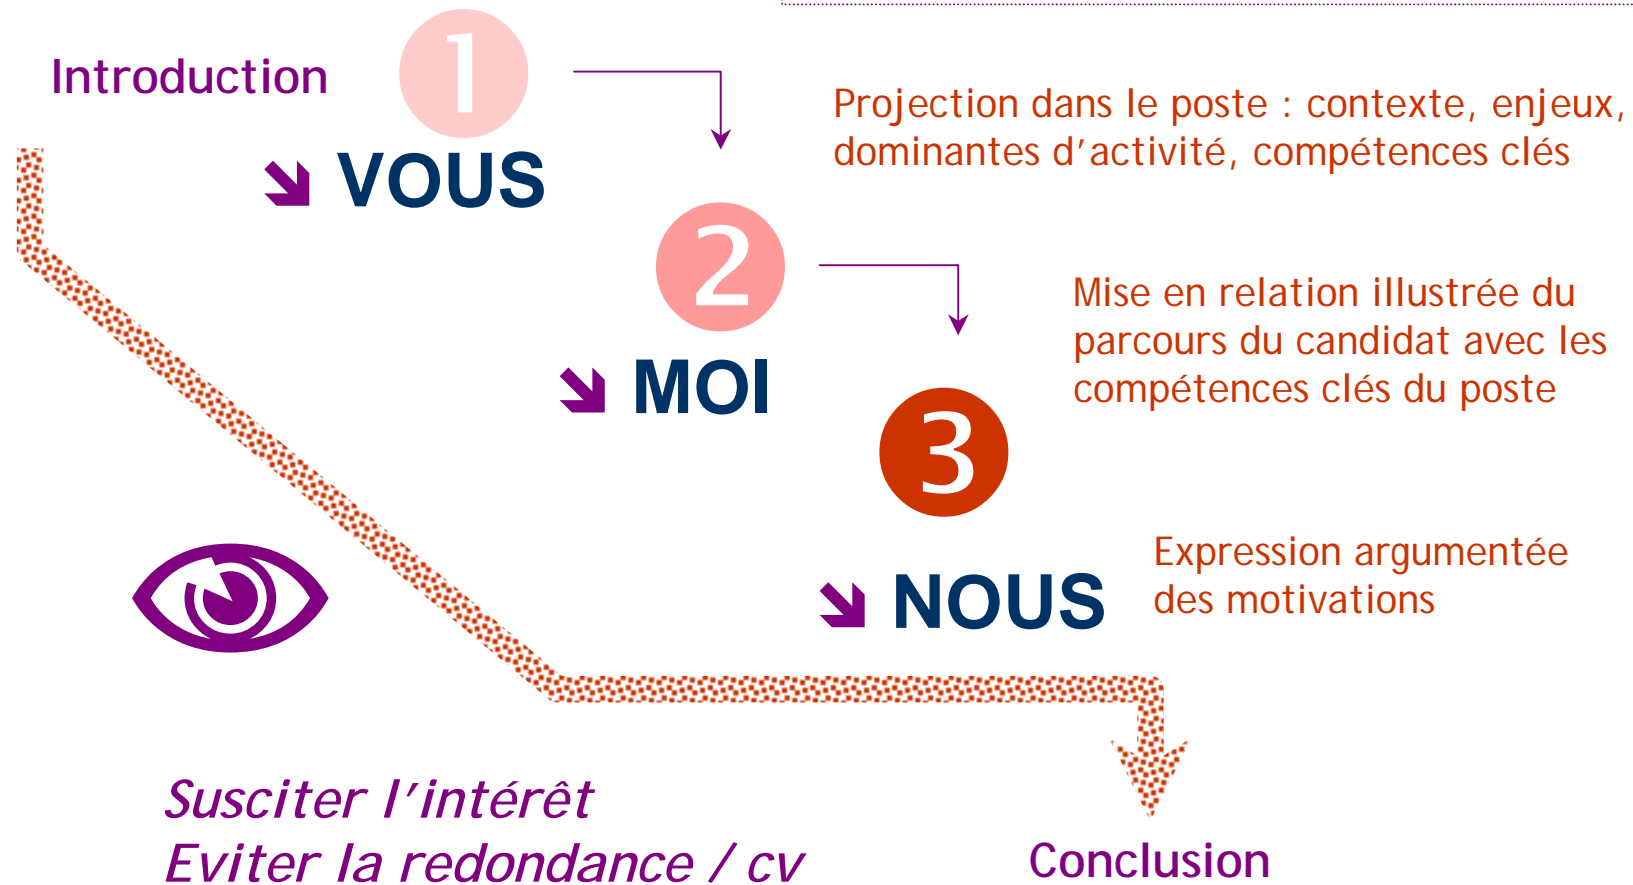 Introduction
1
VOUS
Projection dans le poste : contexte, enjeux,
dominantes d’activité, compétences clés
2
MOI
Mise en relation illustrée du
parcours du candidat avec les
compétences clés du poste
3
NOUS
Expression argumentée
des motivations
Susciter l’intérêt
Eviter la redondance / cv
Conclusion